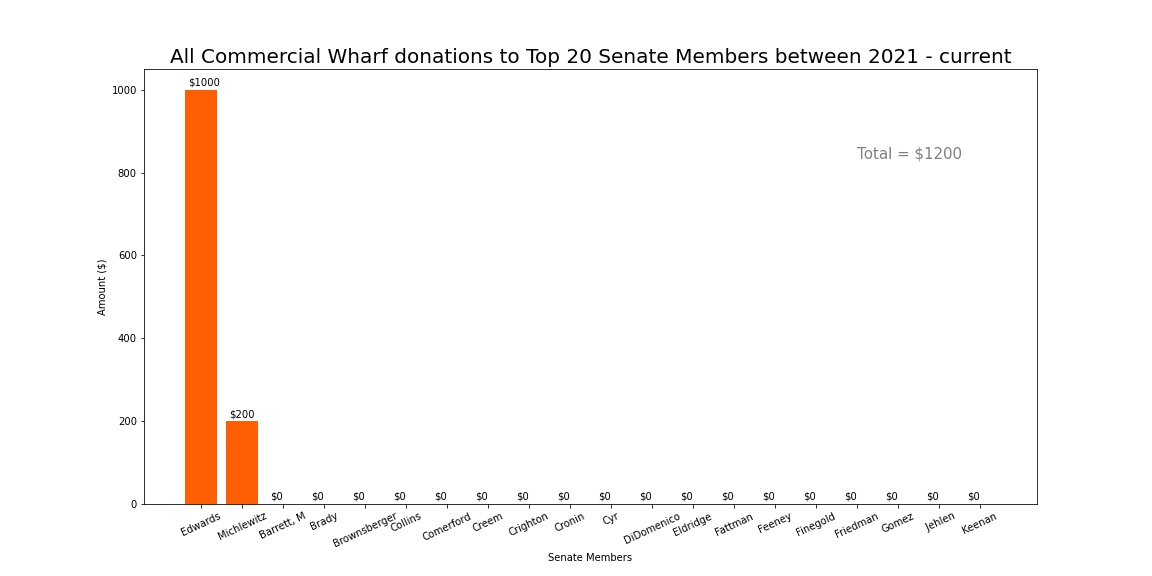 All Commercial Wharf donations to Top 20 Senate Members between 2021 - current
$1000
1000
Total = $1200
800
600
Amount ($)
400
$200
200
$0 $0 $0 $0 $0 $0 $0 $0 $0 $0 $0 $0 $0 $0 $0 $0 $0 $0
0
Edwards Michlewitz Barrett, M Brady Brownsberger Collins Comerford Creem Crighton Cronin Cyr DiDomenico Eldridge Fattman Feeney Finegold Friedman Gomez Jehlen Keenan
Senate Members